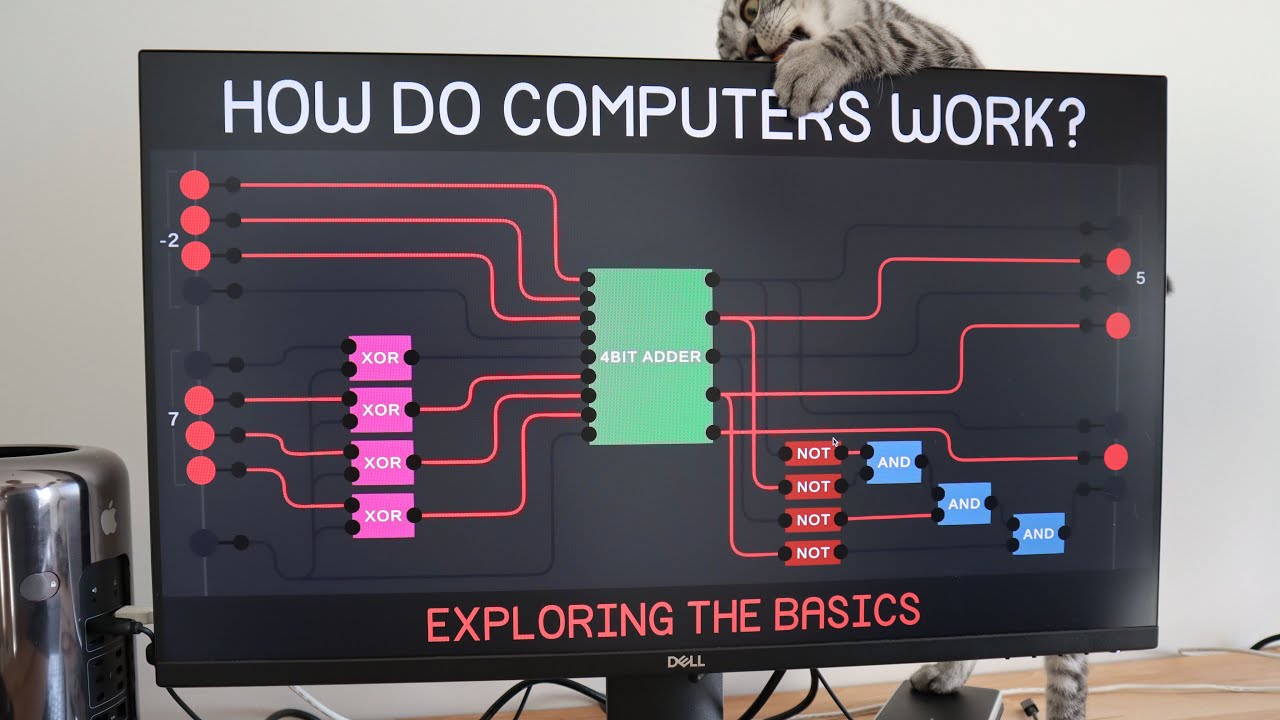 HOW DO COMPUTERS WORK?
-2
5
XOR
4BIT ADDER
XOR
7
XOR
NOT
AND
NOT
AND
XOR
NOT
AND
NOT
EXPLORING THE BASICS
DELL